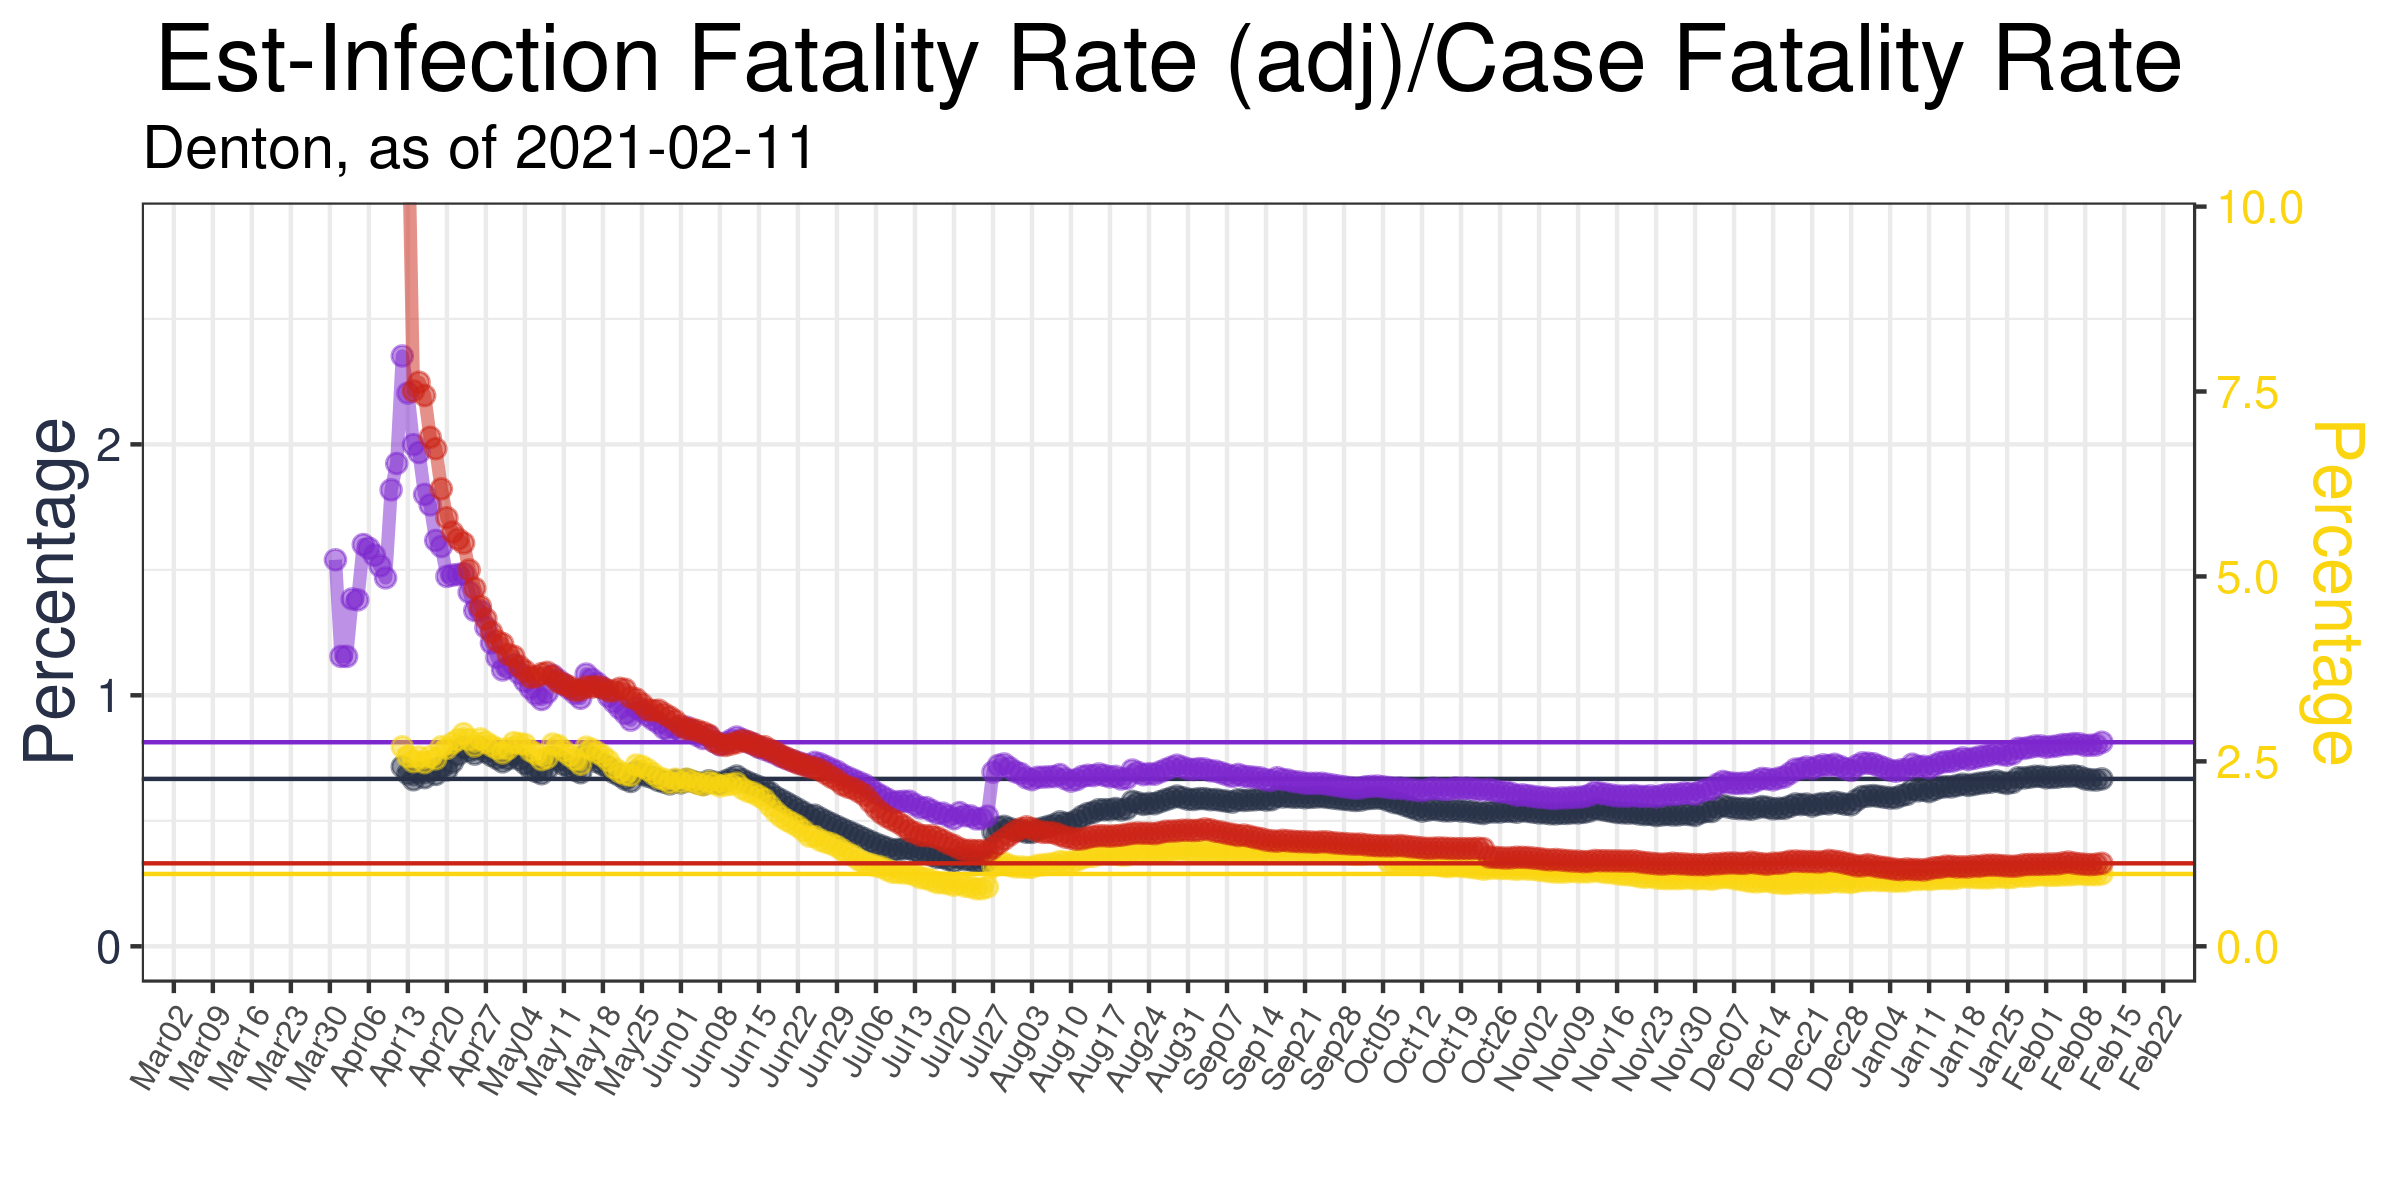 Est-Infection Fatality Rate (adj)/Case Fatality Rate
Denton, as of 2021-02-11
Percentage
2
1
0
10.0
7.5
5.0
2.5
0.0
Percentage
Mar02
Mar09
Mar16
Mar23
Mar30
Apr06
Apr13
Apr20
Apr27
May04
May11
May18
May25
Jun01
Jun08
Jun15
Jun22
Jun29
Jul06
Jul13
Jul20
Jul27
Aug03
Aug10
Aug17
Aug24
Aug31
Sep07
Sep14
Sep21
Sep28
Oct05
Oct12
Oct19
Oct26
Nov02
Nov09
Nov16
Nov23
Nov30
Dec07
Dec14
Dec21
Dec28
Jan04
Jan11
Jan18
Jan25
Feb01
Feb08
Feb15
Feb22